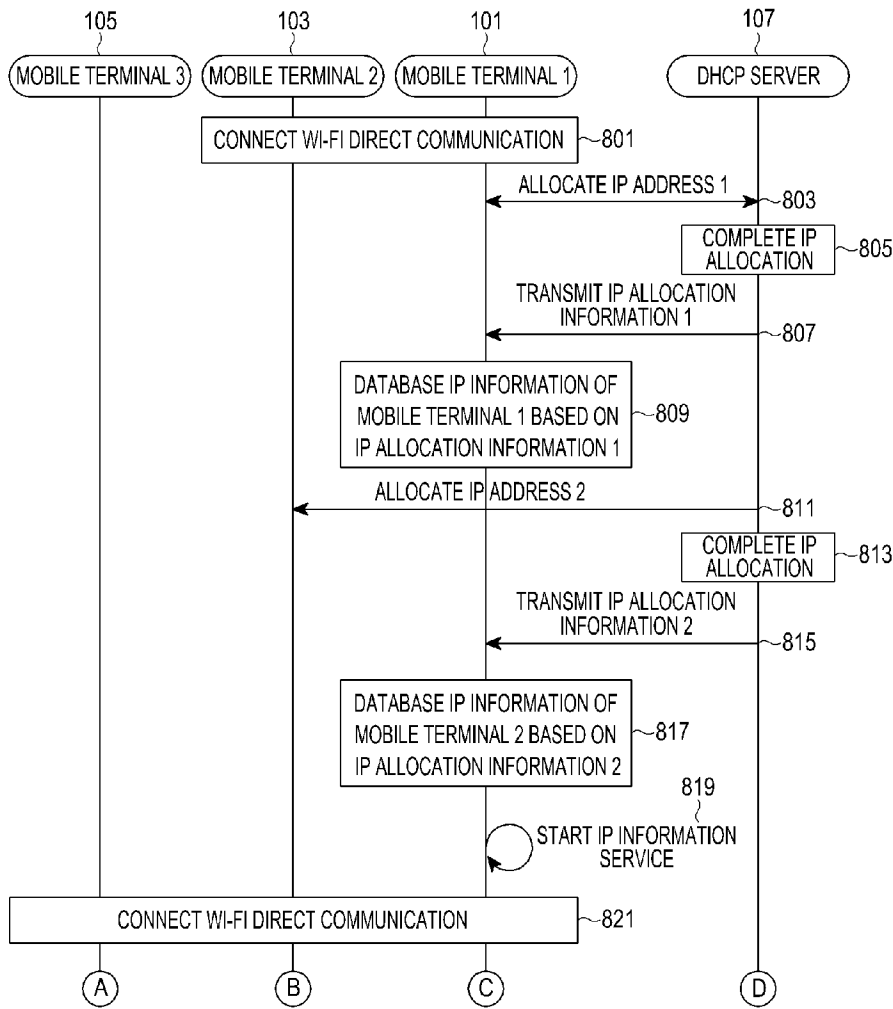 105
103
101
107
MOBILE TERMINAL 3
MOBILE TERMINAL 2
MOBILE TERMINAL 1
DHCP SERVER
CONNECT WI-FI DIRECT COMMUNICATION
801
ALLOCATE IP ADDRESS 1
803
COMPLETE IP
ALLOCATION
805
TRANSMIT IP ALLOCATION
INFORMATION 1
807
DATABASE IP INFORMATION OF
MOBILE TERMINAL 1 BASED ON
IP ALLOCATION INFORMATION 1
809
ALLOCATE IP ADDRESS 2
811
COMPLETE IP
ALLOCATION
813
TRANSMIT IP ALLOCATION
INFORMATION 2
815
DATABASE IP INFORMATION OF
MOBILE TERMINAL 2 BASED ON
IP ALLOCATION INFORMATION 2
817
819
START IP INFORMATION
SERVICE
CONNECT WI-FI DIRECT COMMUNICATION
821
A
B
C
D